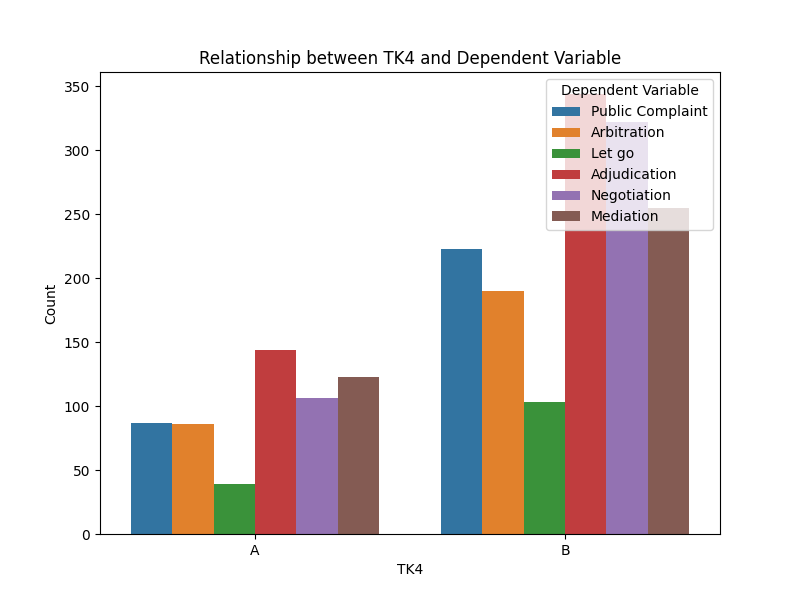 Relationship between TK4 and Dependent Variable
Dependent Variable
Public Complaint
Arbitration
Let go
Adjudication
Negotiation
Mediation
350
300
250
200
150
100
50
0
Count
A
B
TK4